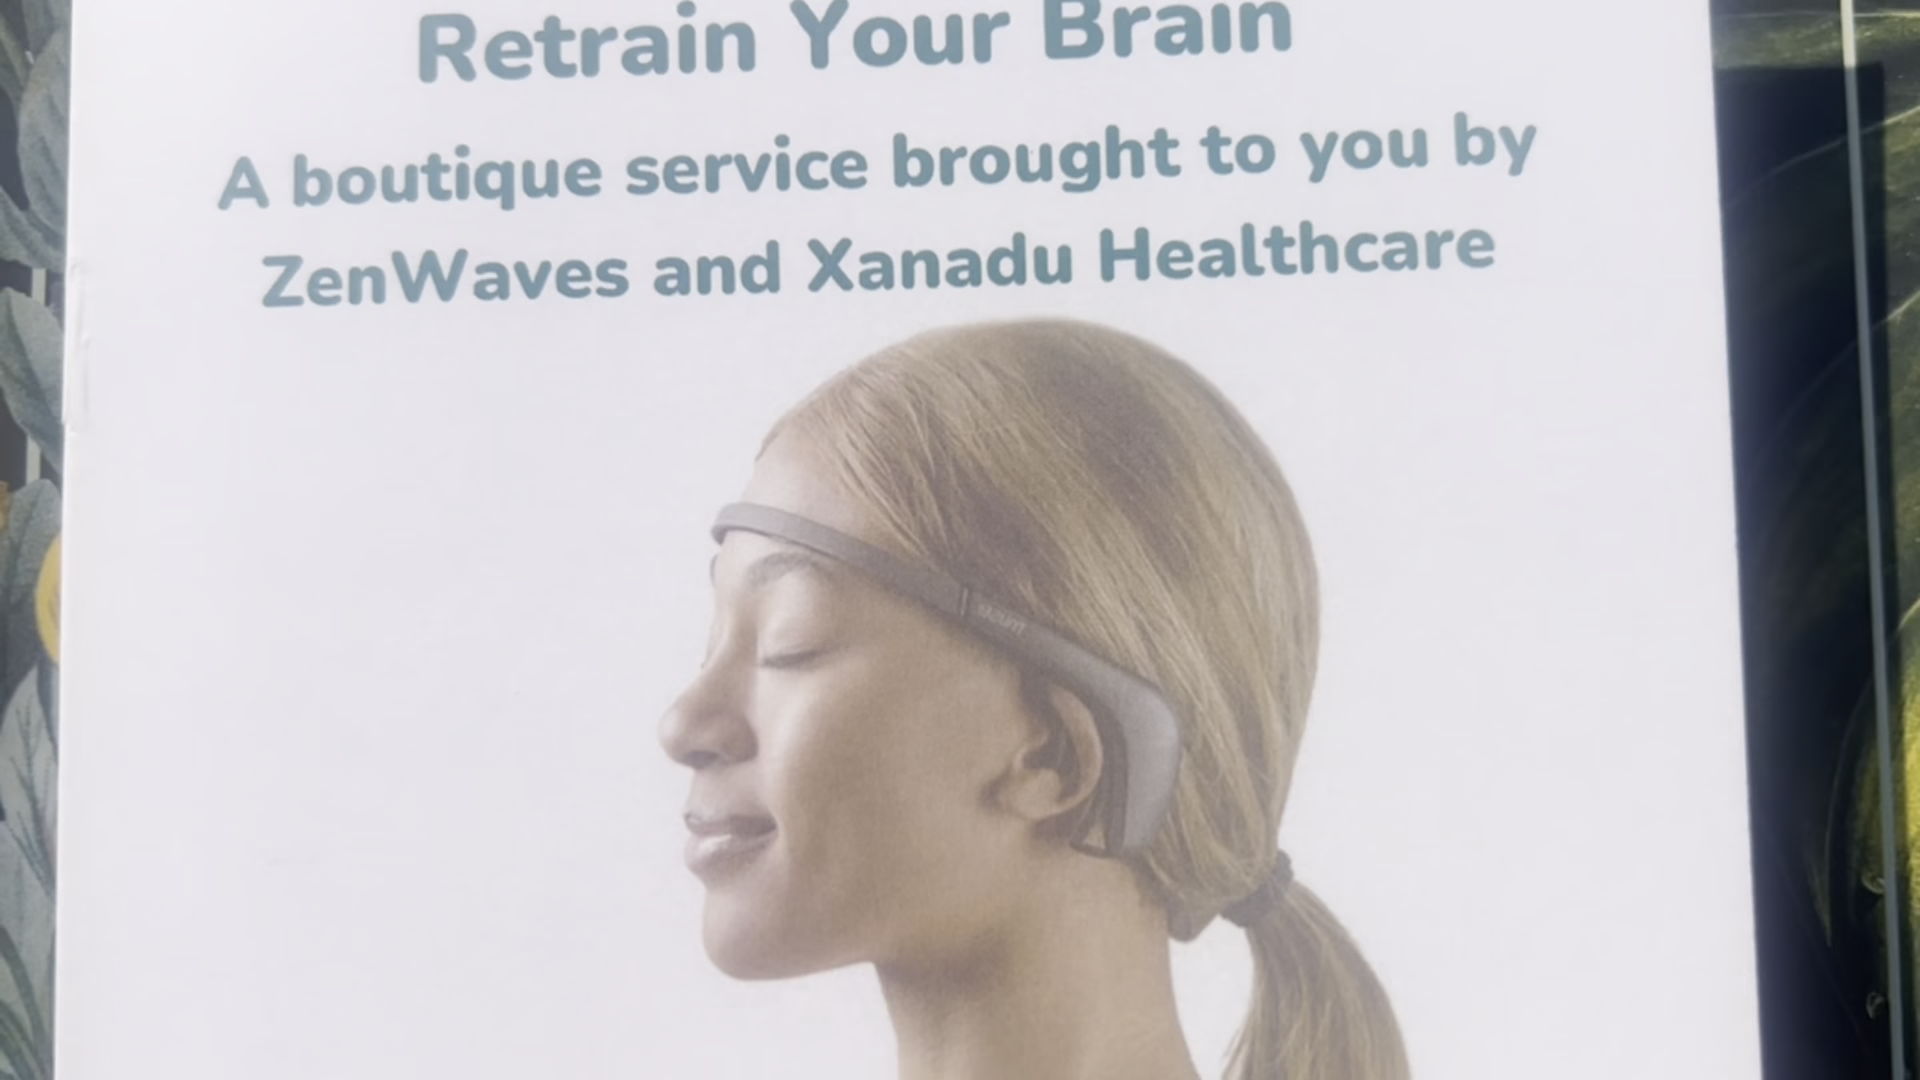 Retrain Your Brain
A boutique service brought to you by
ZenWaves and Xanadu Healthcare